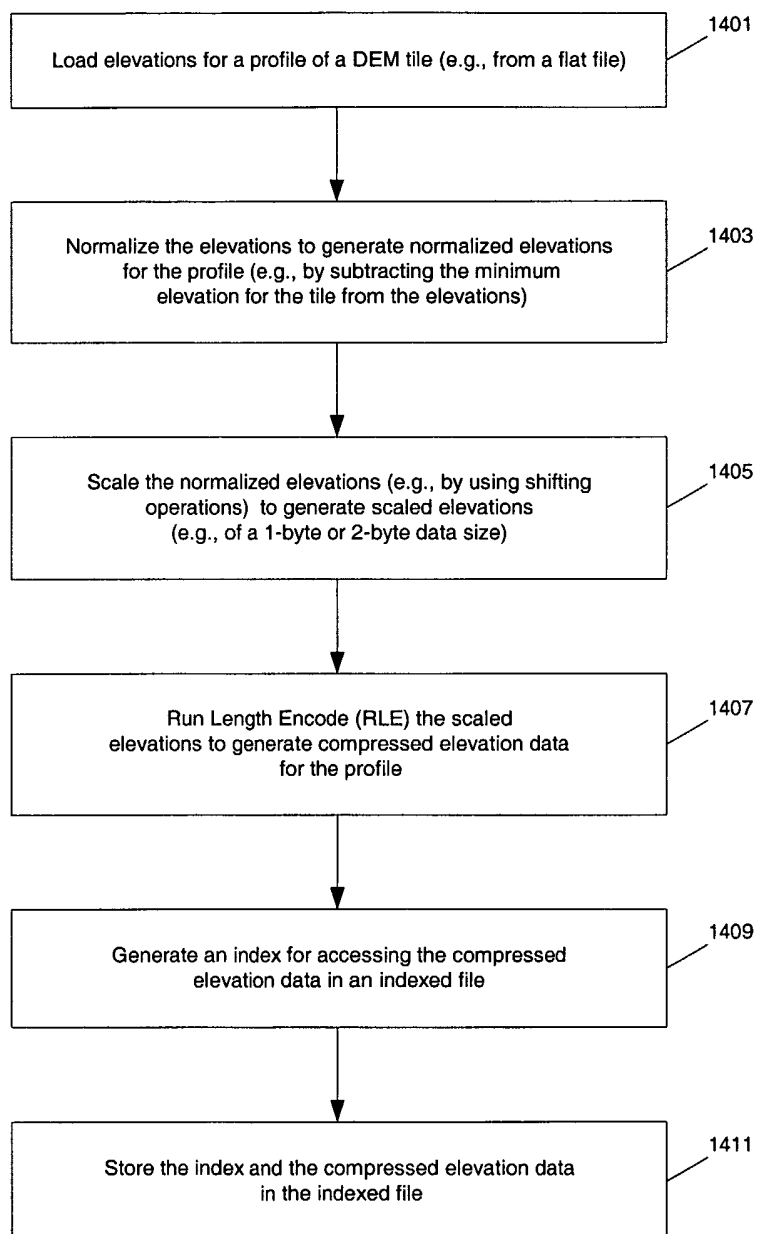 1401
Load elevations for a profile of a DEM tile (e.g., from a flat file)
1403
Normalize the elevations to generate normalized elevations
for the profile (e.g., by subtracting the minimum
elevation for the tile from the elevations)
1405
Scale the normalized elevations (e.g., by using shifting
operations) to generate scaled elevations
(e.g., of a 1-byte or 2-byte data size)
1407
Run Length Encode (RLE) the scaled
elevations to generate compressed elevation data
for the profile
1409
Generate an index for accessing the compressed
elevation data in an indexed file
1411
Store the index and the compressed elevation data
in the indexed file